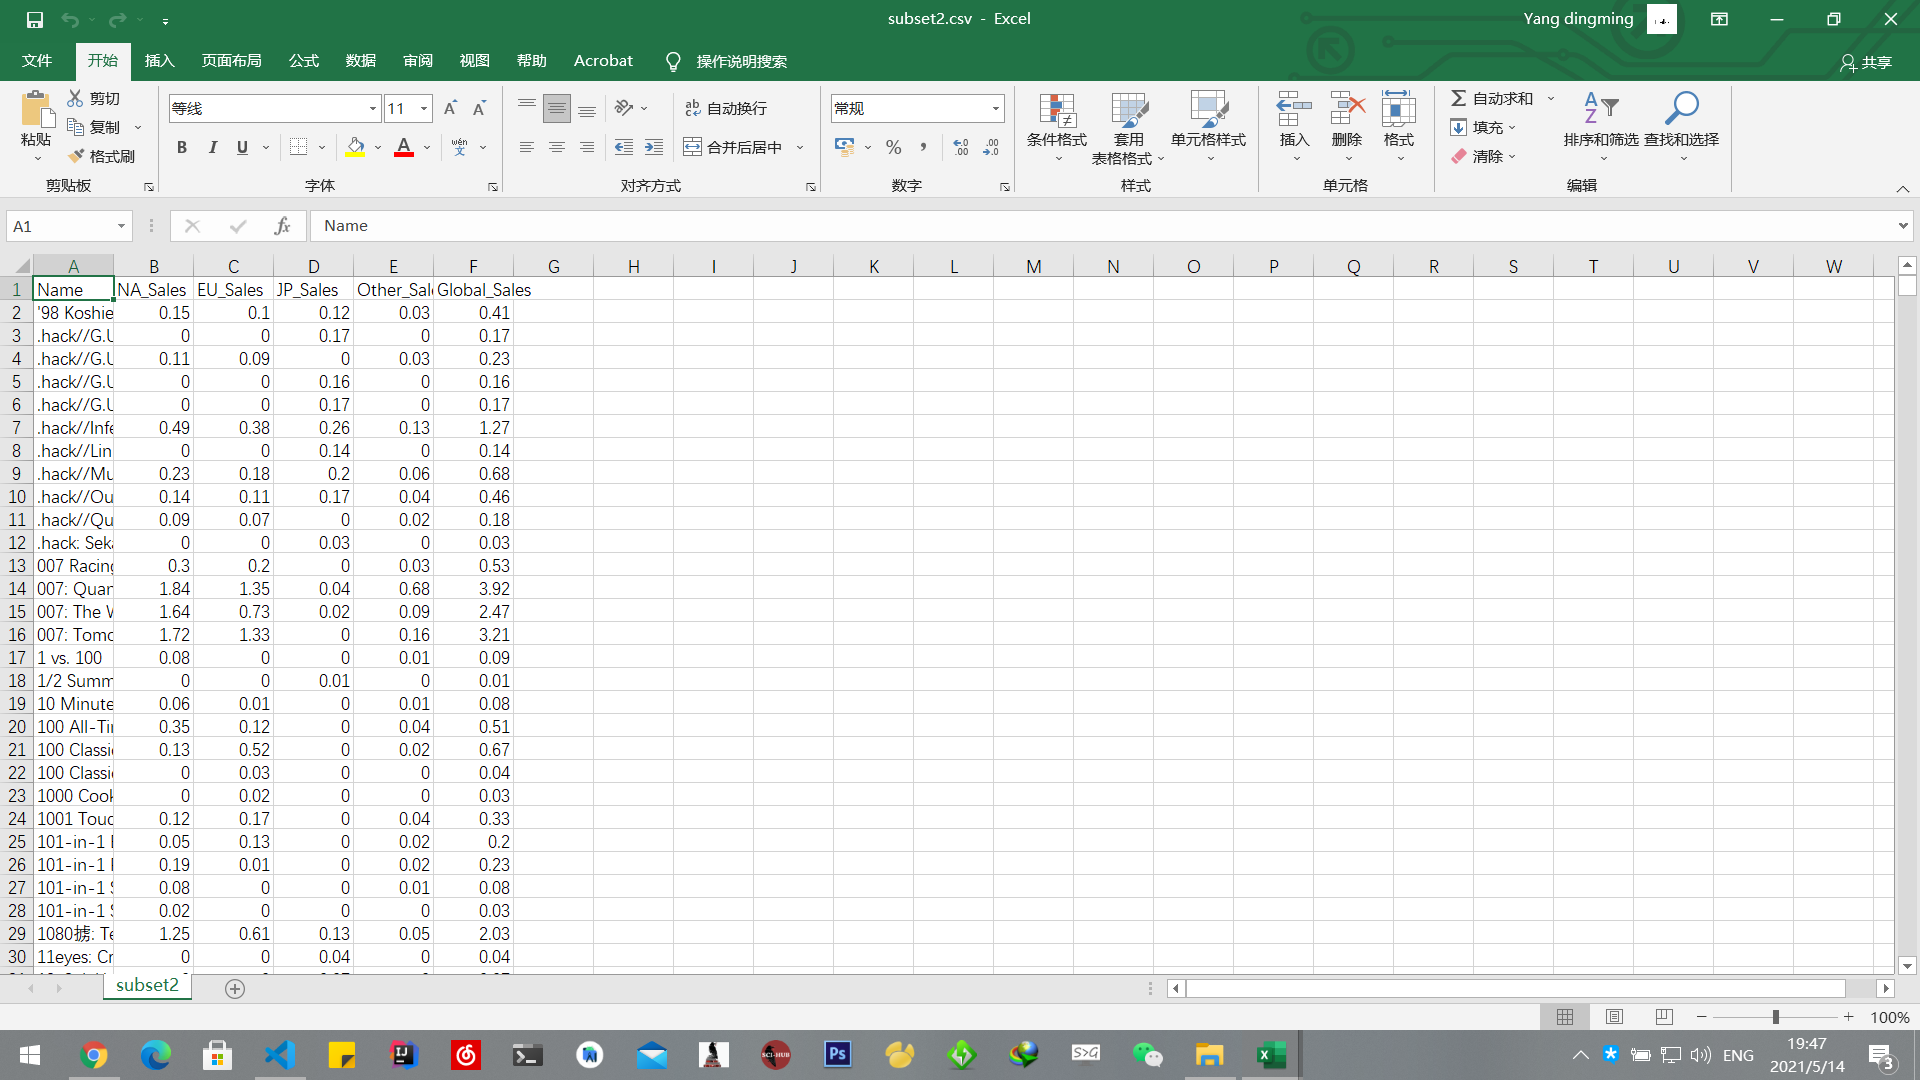 subset2.csv - Excel
Yang dingming
文件 开始 插入 页面布局 公式 数据 审阅 视图 帮助 Acrobat 操作说明搜索 共享
粘贴 剪切 复制 格式刷 剪贴板
等线 11 B I U A wén 文 字体
ab 自动换行 合并后居中 对齐方式
常规 % 数字
条件格式 套用 表格格式 单元格样式 样式
插入 删除 格式 单元格
自动求和 填充 清除 排序和筛选 查找和选择 编辑
A1 fx Name
A B C D E F G H I J K L M N O P Q R S T U V W
1 Name NA_Sales EU_Sales JP_Sales Other_Sal Global_Sales
2 '98 Koshie 0.15 0.1 0.12 0.03 0.41
3 .hack//G.U 0 0 0.17 0 0.17
4 .hack//G.U 0.11 0.09 0 0.03 0.23
5 .hack//G.U 0 0 0.16 0 0.16
6 .hack//G.U 0 0 0.17 0 0.17
7 .hack//Infe 0.49 0.38 0.26 0.13 1.27
8 .hack//Lin 0 0 0.14 0 0.14
9 .hack//Mu 0.23 0.18 0.2 0.06 0.68
10 .hack//Ou 0.14 0.11 0.17 0.04 0.46
11 .hack//Qu 0.09 0.07 0 0.02 0.18
12 .hack: Seka 0 0 0.03 0 0.03
13 007 Racing 0.3 0.2 0 0.03 0.53
14 007: Quan 1.84 1.35 0.04 0.68 3.92
15 007: The W 1.64 0.73 0.02 0.09 2.47
16 007: Tomo 1.72 1.33 0 0.16 3.21
17 1 vs. 100 0.08 0 0 0.01 0.09
18 1/2 Summ 0 0 0.01 0 0.01
19 10 Minute 0.06 0.01 0 0.01 0.08
20 100 All-Tin 0.35 0.12 0 0.04 0.51
21 100 Classi 0.13 0.52 0 0.02 0.67
22 100 Classi 0 0.03 0 0 0.04
23 1000 Cook 0 0.02 0 0 0.03
24 1001 Touc 0.12 0.17 0 0.04 0.33
25 101-in-1 0.05 0.13 0 0.02 0.2
26 101-in-1 0.19 0.01 0 0.02 0.23
27 101-in-1 S 0.08 0 0 0.01 0.08
28 101-in-1 S 0.02 0 0 0 0.03
29 1080掳: Te 1.25 0.61 0.13 0.05 2.03
30 11eyes: Cr 0 0 0.04 0 0.04
subset2
100%
SCI-HUB Ps S>G ENG 19:47
2021/5/14 3